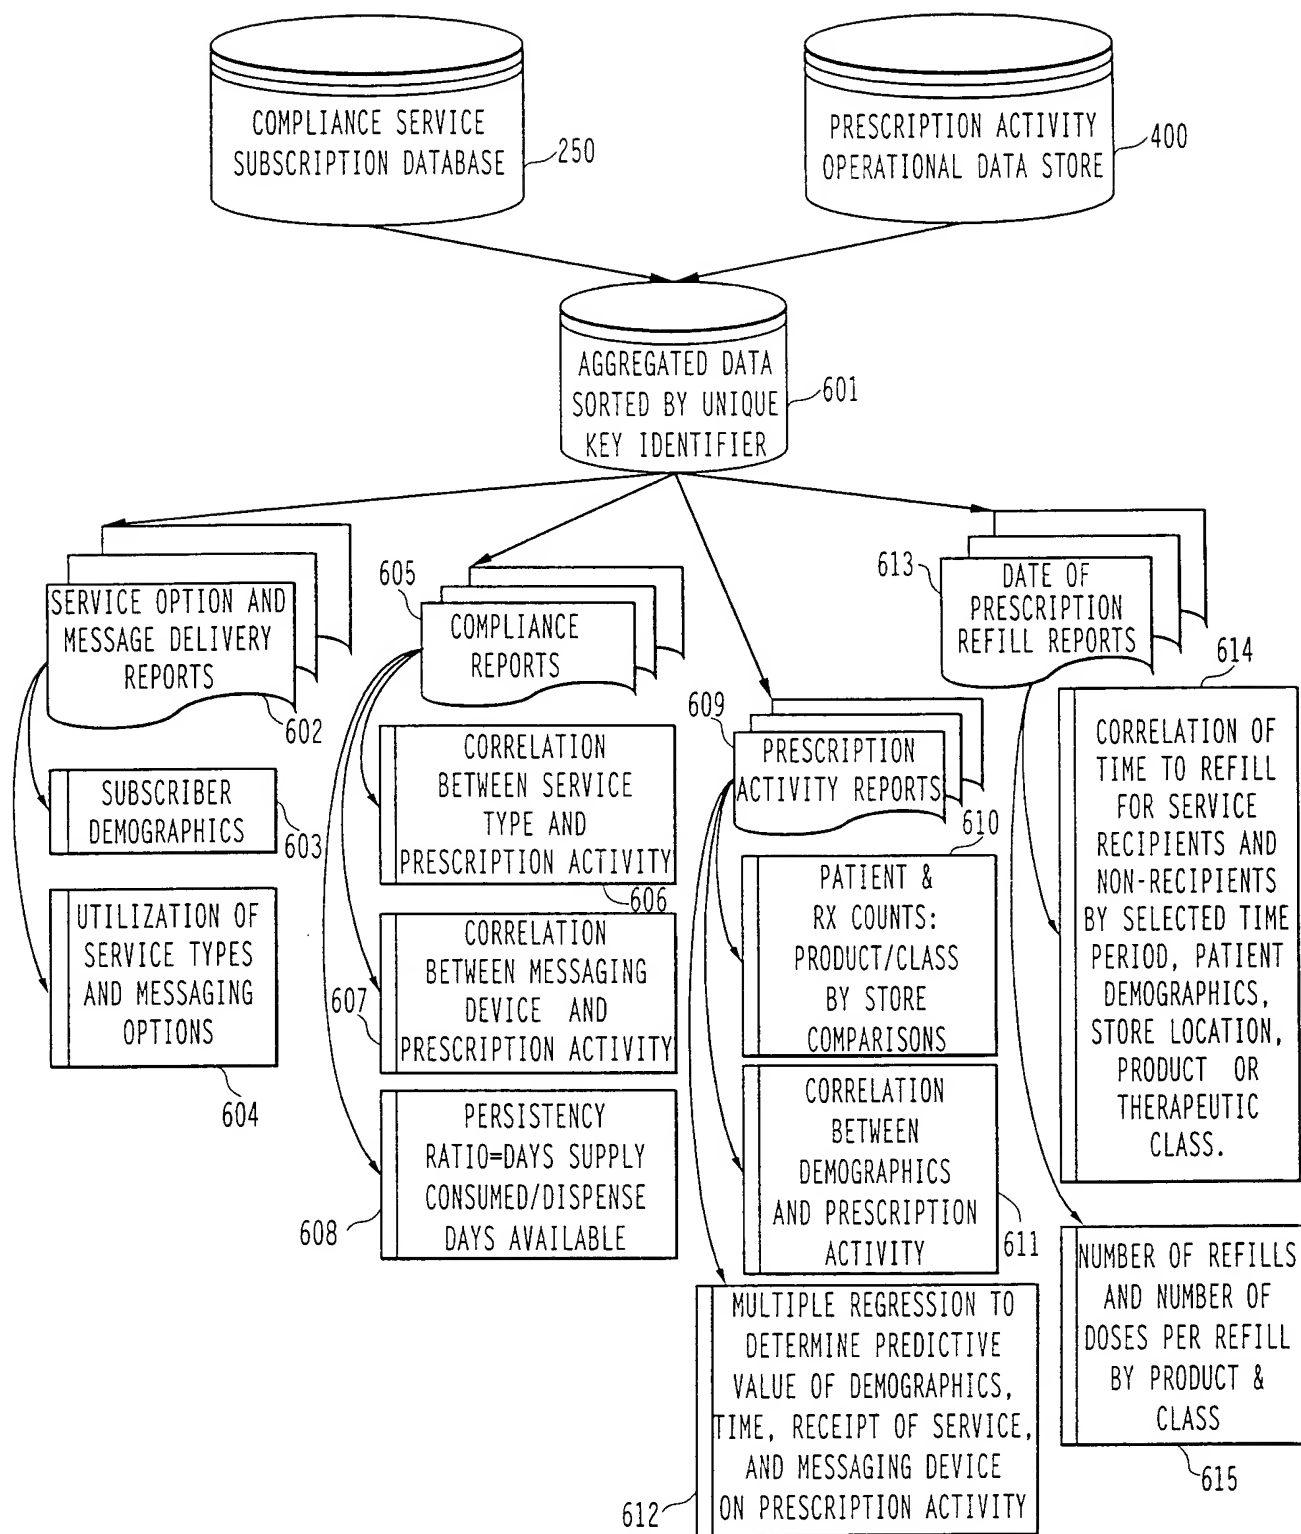 COMPLIANCE SERVICE
SUBSCRIPTION DATABASE
250
PRESCRIPTION ACTIVITY
OPERATIONAL DATA STORE
400
AGGREGATED DATA
SORTED BY UNIQUE
KEY IDENTIFIER
601
SERVICE OPTION AND
MESSAGE DELIVERY
REPORTS
602
SUBSCRIBER
DEMOGRAPHICS
603
UTILIZATION OF
SERVICE TYPES
AND MESSAGING
OPTIONS
604
605
COMPLIANCE
REPORTS
CORRELATION
BETWEEN SERVICE
TYPE AND
PRESCRIPTION ACTIVITY
606
CORRELATION
BETWEEN MESSAGING
DEVICE AND
PRESCRIPTION ACTIVITY
607
PERSISTENCY
RATIO=DAYS SUPPLY
CONSUMED/DISPENSE
DAYS AVAILABLE
608
609
PRESCRIPTION
ACTIVITY REPORTS
610
PATIENT &
RX COUNTS:
PRODUCT/CLASS
BY STORE
COMPARISONS
CORRELATION
BETWEEN
DEMOGRAPHICS
AND PRESCRIPTION
ACTIVITY
611
MULTIPLE REGRESSION TO
DETERMINE PREDICTIVE
VALUE OF DEMOGRAPHICS,
TIME, RECEIPT OF SERVICE,
AND MESSAGING DEVICE
ON PRESCRIPTION ACTIVITY
612
613
DATE OF
PRESCRIPTION
REFILL REPORTS
614
CORRELATION OF
TIME TO REFILL
FOR SERVICE
RECIPIENTS AND
NON-RECIPIENTS
BY SELECTED TIME
PERIOD, PATIENT
DEMOGRAPHICS,
STORE LOCATION,
PRODUCT OR
THERAPEUTIC
CLASS.
NUMBER OF REFILLS
AND NUMBER OF
DOSES PER REFILL
BY PRODUCT &
CLASS
615